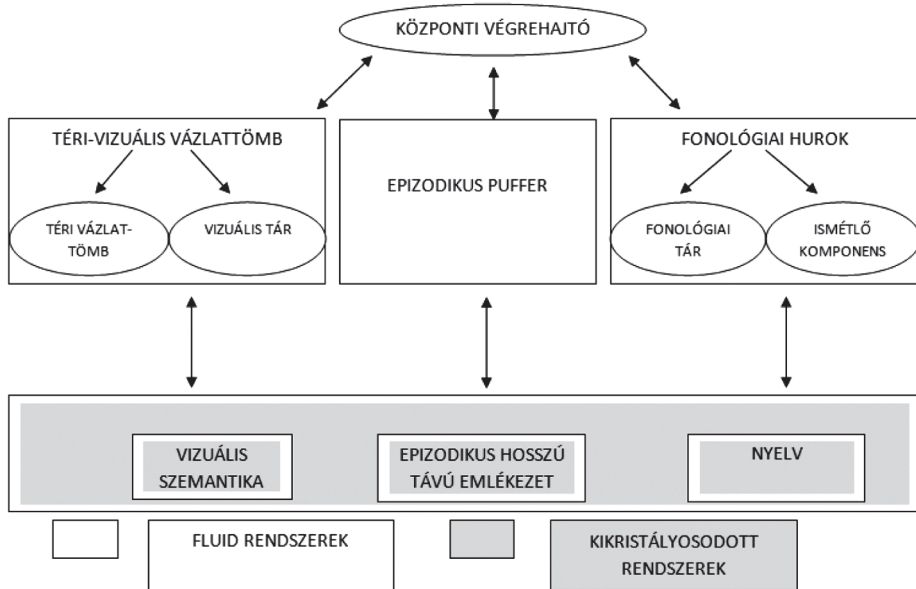 KÖZPONTI VÉGREHAJTÓ
TÉRI-VIZUÁLIS VÁZLATTÖMB
TÉRI VÁZLAT-
TÖMB
VIZUÁLIS TÁR
EPIZODIKUS PUFFER
FONOLÓGIAI HUROK
FONOLÓGIAI
TÁR
ISMÉTLŐ
KOMPONENS
VIZUÁLIS
SZEMANTIKA
EPIZODIKUS HOSSZÚ
TÁVÚ EMLÉKEZET
NYELV
FLUID RENDSZEREK
KIKRISTÁLYOSODOTT
RENDSZEREK